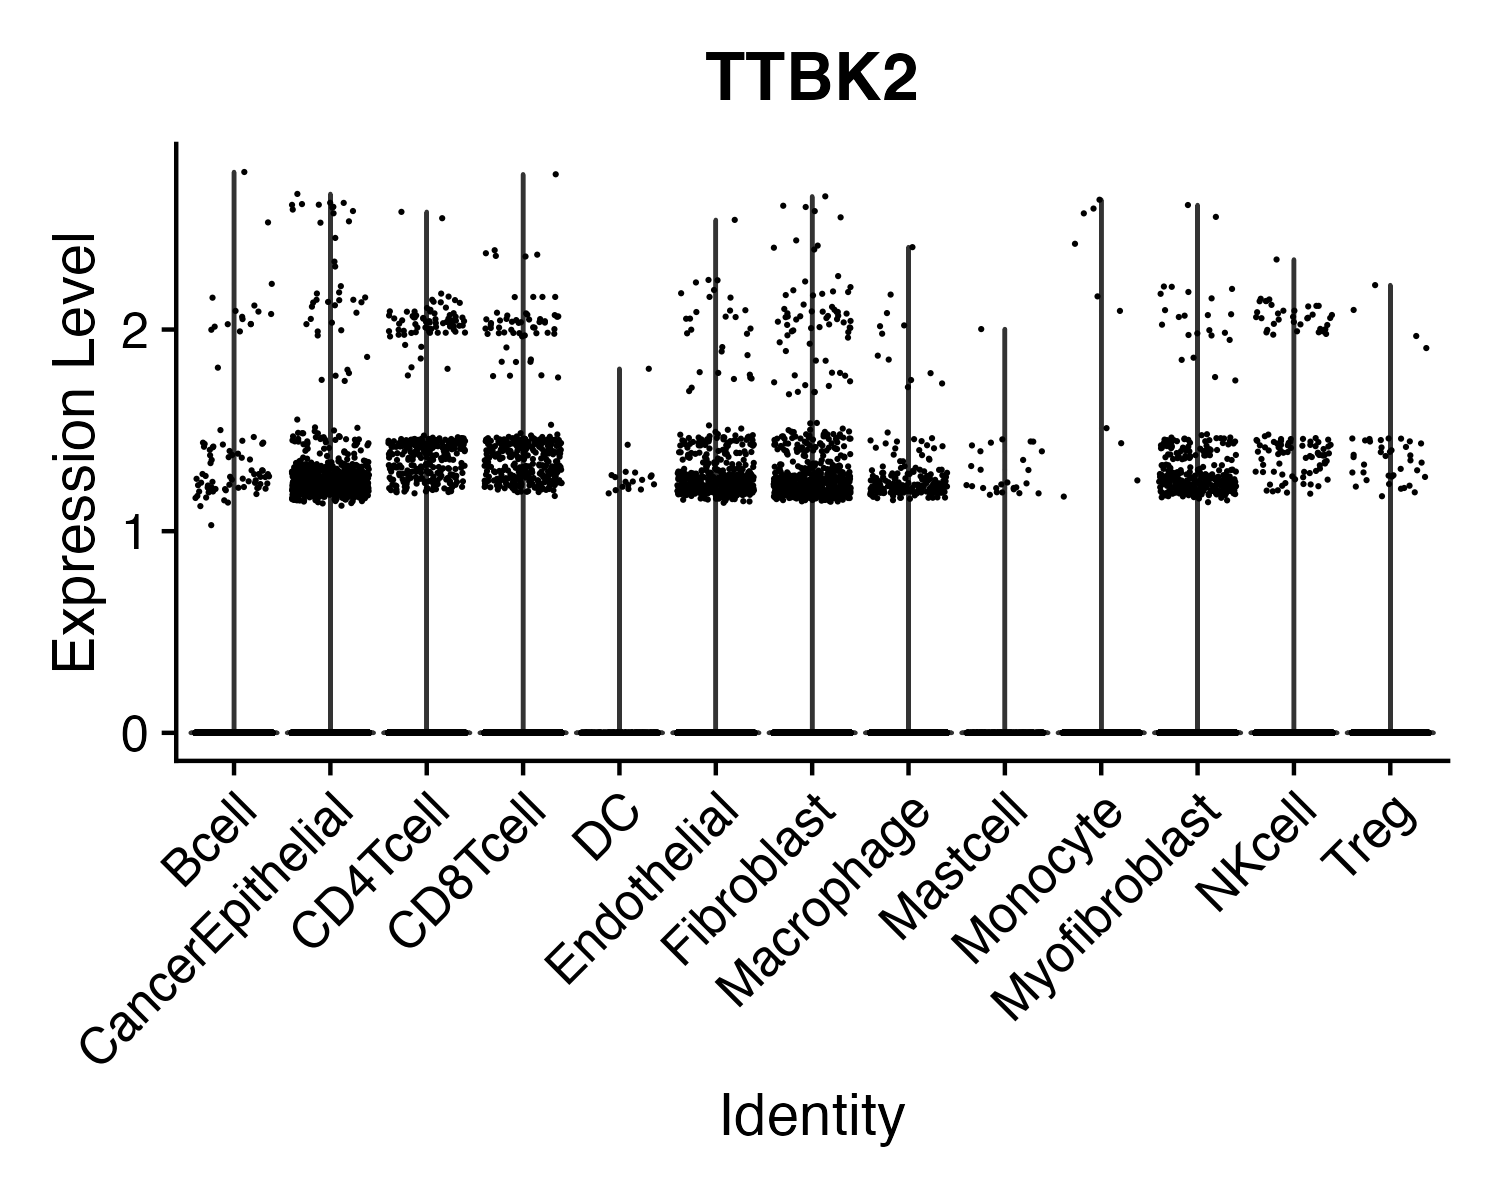 TTBK2
Expression Level
2
1
0
Bcell
CancerEpithelial
CD4Tcell
CD8Tcell
DC
Endothelial
Fibroblast
Macrophage
Mastcell
Monocyte
Myofibroblast
NKcell
Treg
Identity